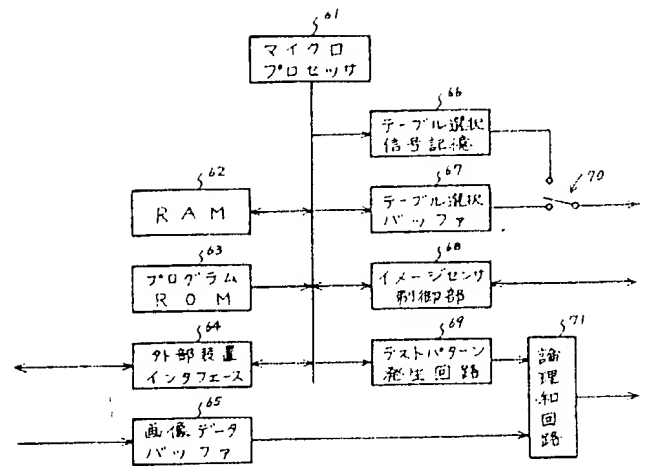 61
マイクロ
プロセッサ
66
テーブル選択
信号記憶
62
RAM
67
テーブル選択
バッファ
70
63
プログラム
ROM
68
イメージセンサ
制御部
64
外部装置
インタフェース
69
テストパターン
発生回路
71
論理和回路
65
画像データ
バッファ